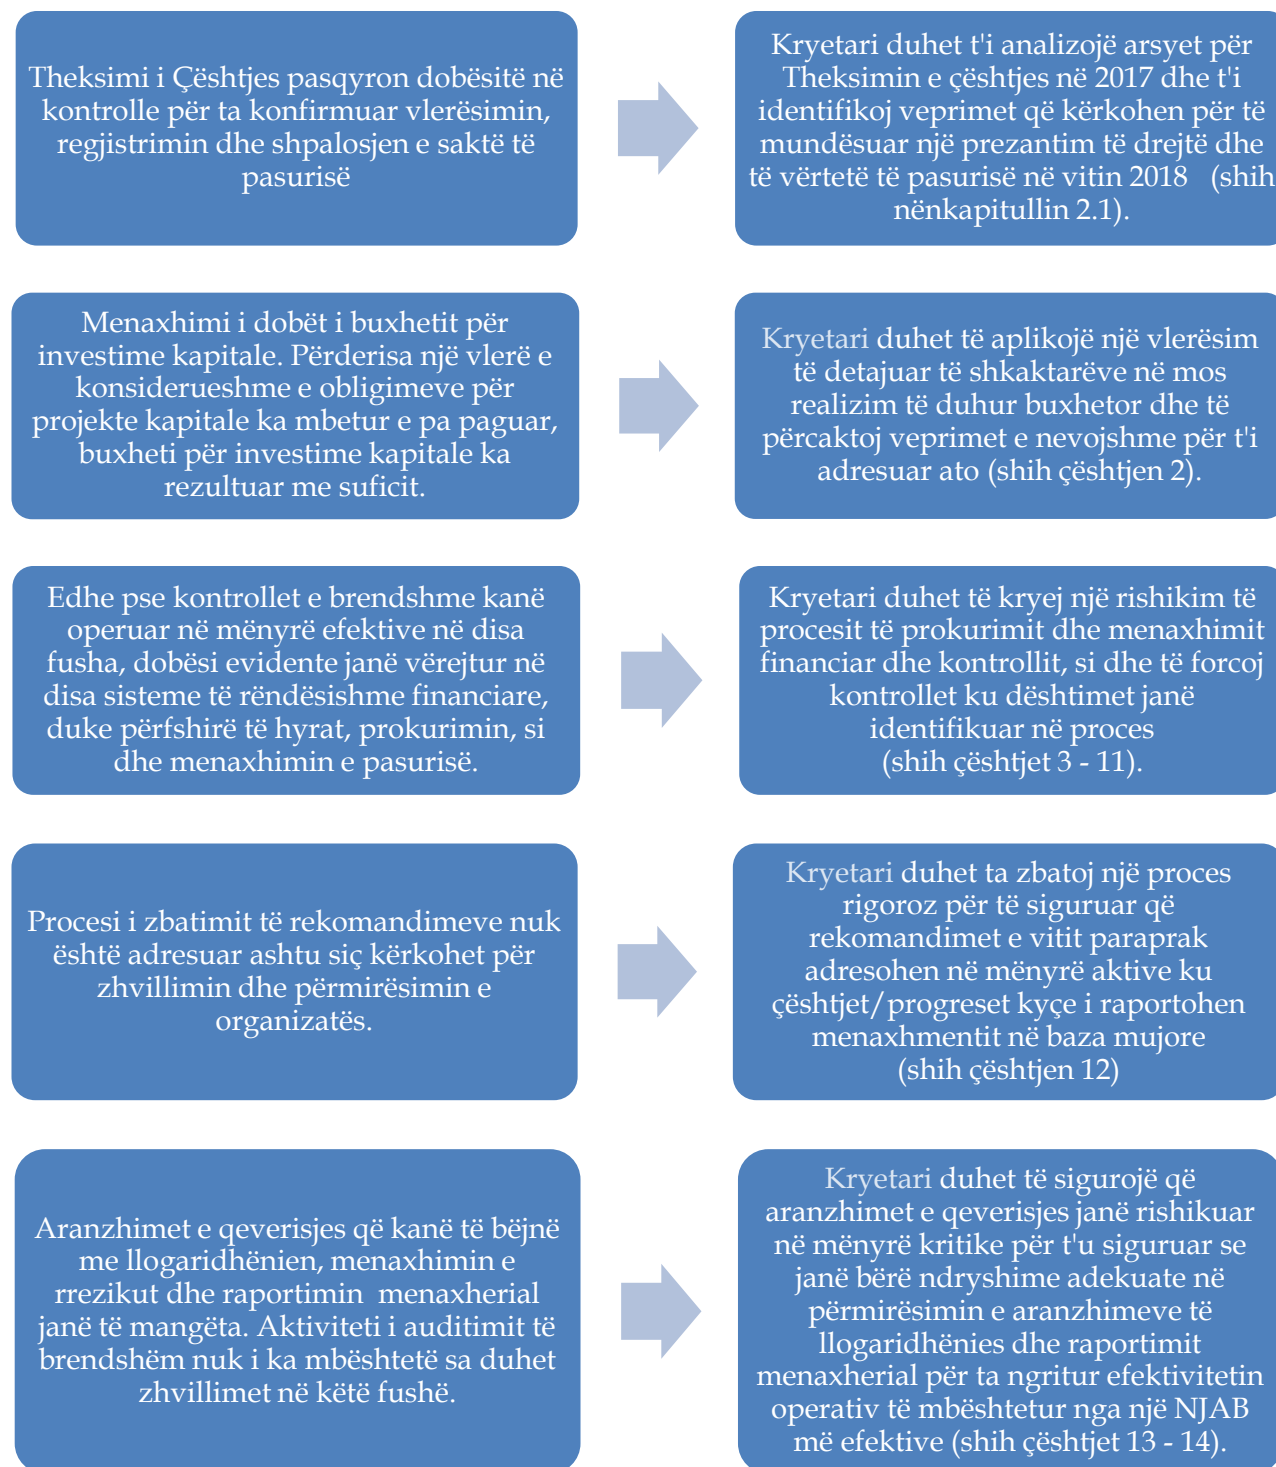 Theksimi i Çështjes pasqyron dobësitë në
kontrolle për ta konfirmuar vlerësimin,
regjistrimin dhe shpalosjen e saktë të
pasurisë
Kryetari duhet t'i analizojë arsyet për
Theksimin e çështjes në 2017 dhe t'i
identifikoj veprimet që kërkohen për të
mundësuar një prezantim të drejtë dhe
të vërtetë të pasurisë në vitin 2018 (shih
nënkapitullin 2.1).
Menaxhimi i dobët i buxhetit për
investime kapitale. Përderisa një vlerë e
konsiderueshme e obligimeve për
projekte kapitale ka mbetur e pa paguar,
buxheti për investime kapitale ka
rezultuar me suficit.
Kryetari duhet të aplikojë një vlerësim
të detajuar të shkaktarëve në mos
realizim të duhur buxhetor dhe të
përcaktoj veprimet e nevojshme për t'i
adresuar ato (shih çështjen 2).
Edhe pse kontrollet e brendshme kanë
operuar në mënyrë efektive në disa
fusha, dobësi evidente janë vërejtur në
disa sisteme të rëndësishme financiare,
duke përfshirë të hyrat, prokurimin, si
dhe menaxhimin e pasurisë.
Kryetari duhet të kryej një rishikim të
procesit të prokurimit dhe menaxhimit
financiar dhe kontrollit, si dhe të forcoj
kontrollet ku dështimet janë
identifikuar në proces
(shih çështjet 3 - 11).
Procesi i zbatimit të rekomandimeve nuk
është adresuar ashtu siç kërkohet për
zhvillimin dhe përmirësimin e
organizatës.
Kryetari duhet ta zbatoj një proces
rigoroz për të siguruar që
rekomandimet e vitit paraprak
adresohen në mënyrë aktive ku
çështjet/progreset kyçe i raportohen
menaxhmentit në baza mujore
(shih çështjen 12)
Aranzhimet e qeverisjes që kanë të bëjnë
me llogaridhënien, menaxhimin e
rrezikut dhe raportimin menaxherial
janë të mangëta. Aktiviteti i auditimit të
brendshëm nuk i ka mbështetë sa duhet
zhvillimet në këtë fushë.
Kryetari duhet të sigurojë që
aranzhimet e qeverisjes janë rishikuar
në mënyrë kritike për t'u siguruar se
janë bërë ndryshime adekuate në
përmirësimin e aranzhimeve të
llogaridhënies dhe raportimit
menaxherial për ta ngritur efektivitetin
operativ të mbështetur nga një NJAB
më efektive (shih çështjet 13 - 14).